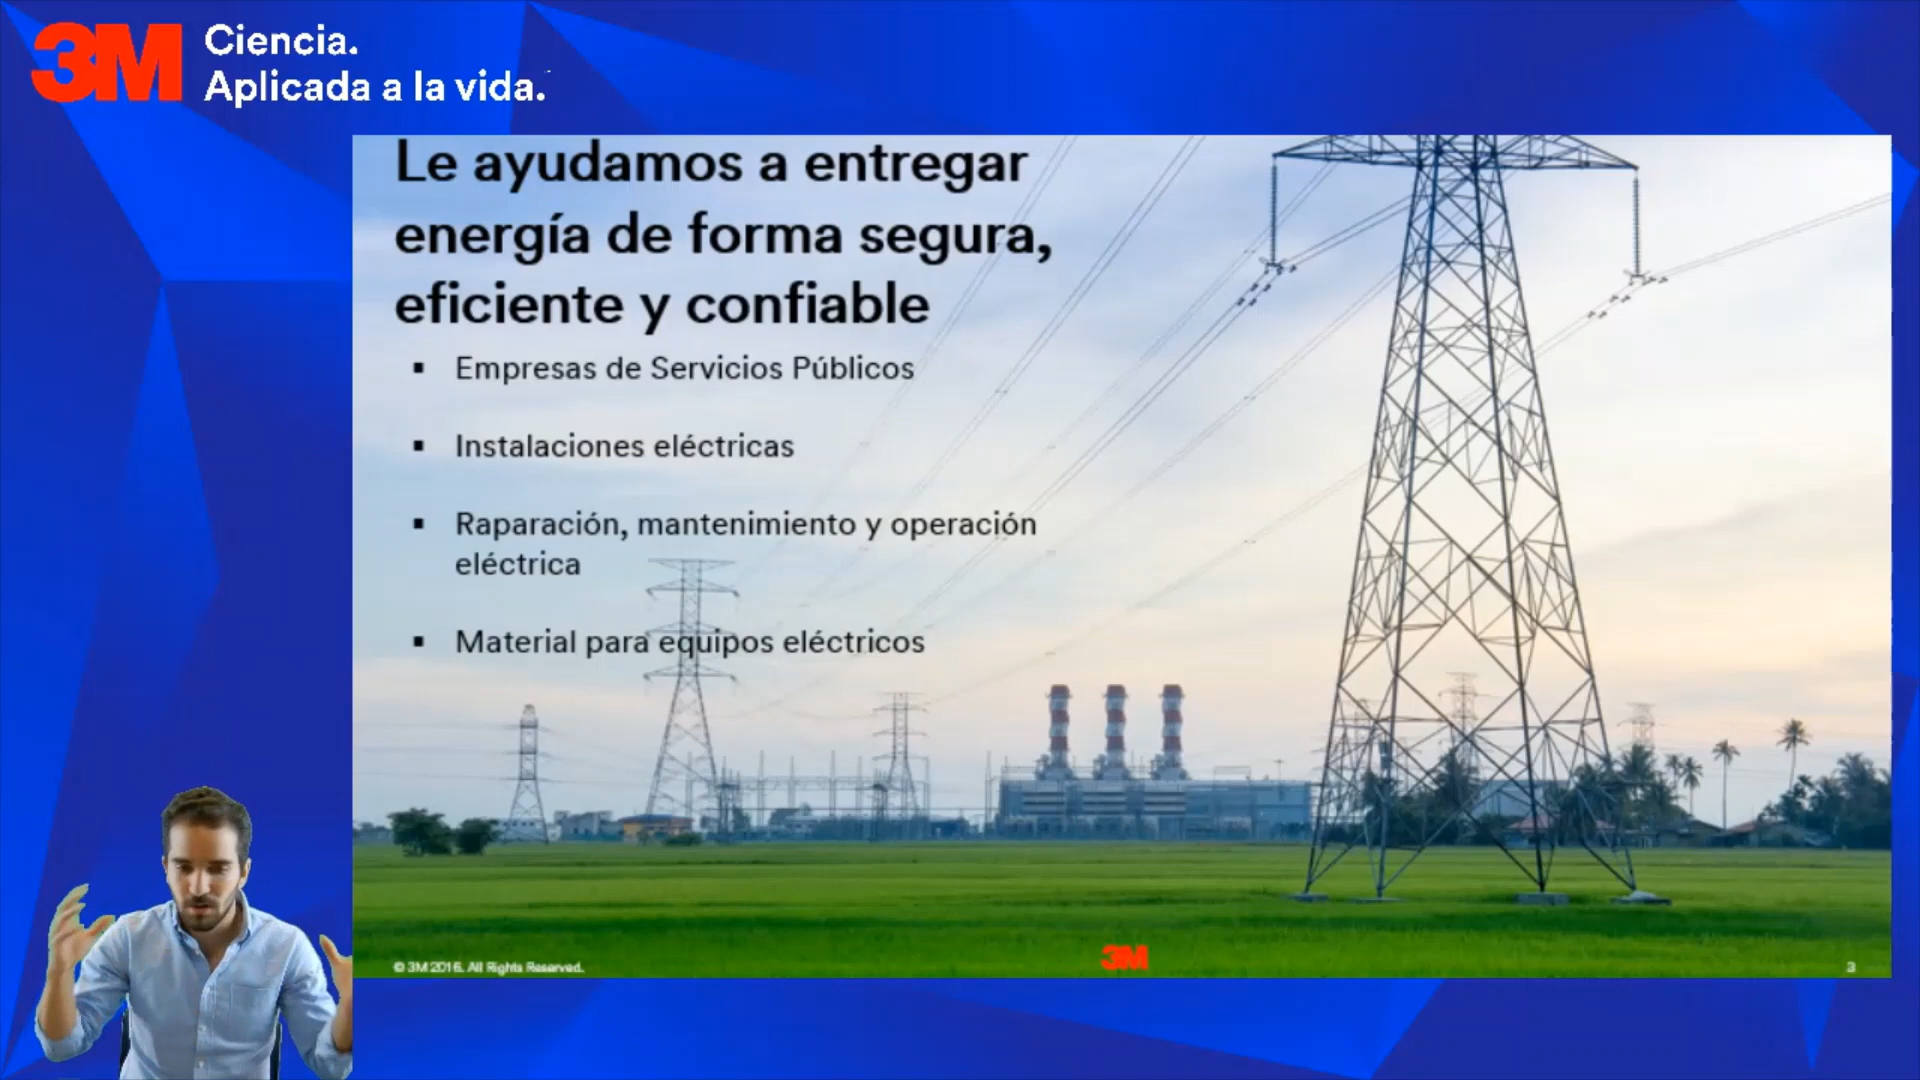 3M Ciencia.
Aplicada a la vida.
Le ayudamos a entregar
energía de forma segura,
eficiente y confiable
▪ Empresas de Servicios Públicos
▪ Instalaciones eléctricas
▪ Raparación, mantenimiento y operación
eléctrica
▪ Material para equipos eléctricos
© 3M 2016. All Rights Reserved.
3M
3